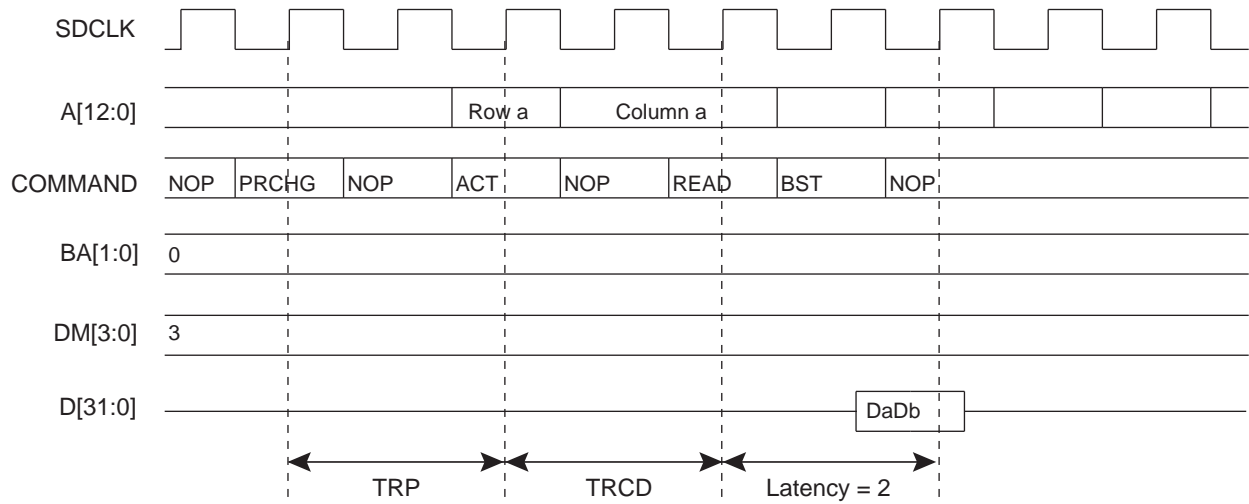 SDCLK
A[12:0] Row a Column a
COMMAND NOP PRCHG NOP ACT NOP READ BST NOP
BA[1:0] 0
DM[3:0] 3
D[31:0] DaDb
TRP TRCD Latency = 2